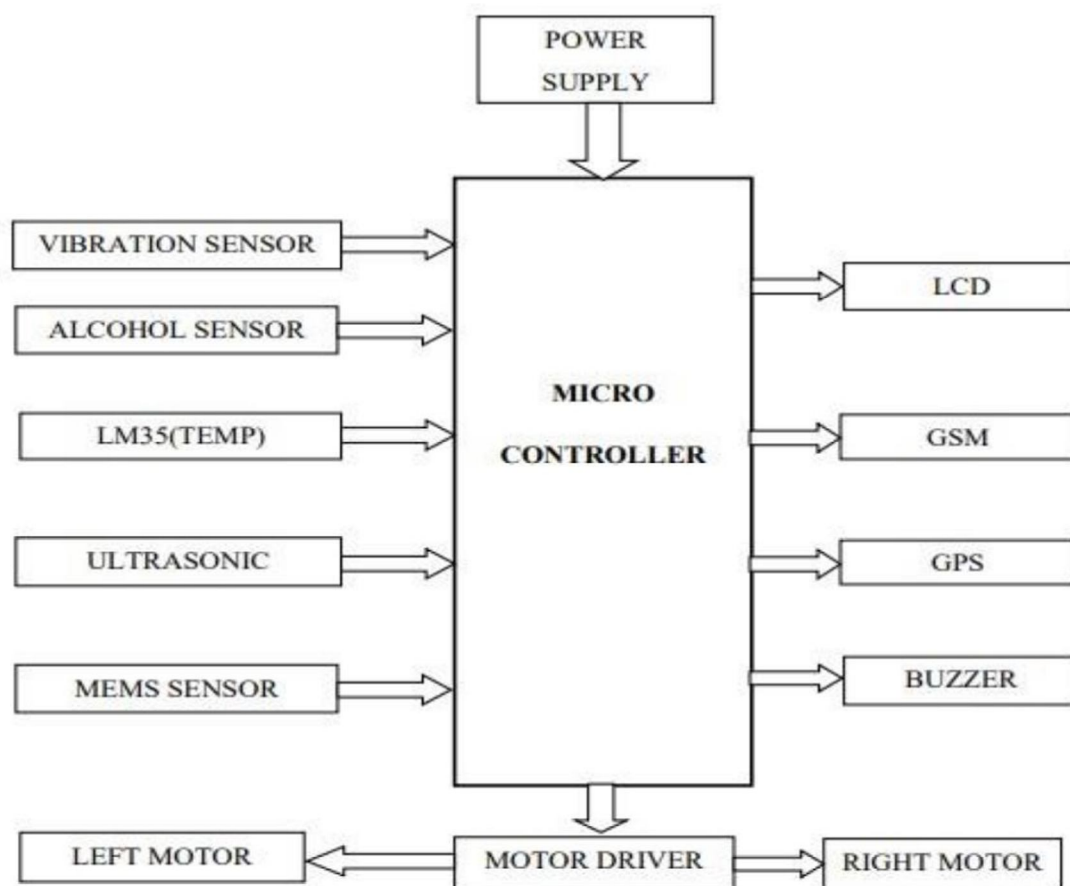 POWER
SUPPLY
VIBRATION SENSOR
ALCOHOL SENSOR
LM35(TEMP)
ULTRASONIC
MEMS SENSOR
MICRO
CONTROLLER
LCD
GSM
GPS
BUZZER
LEFT MOTOR
MOTOR DRIVER
RIGHT MOTOR